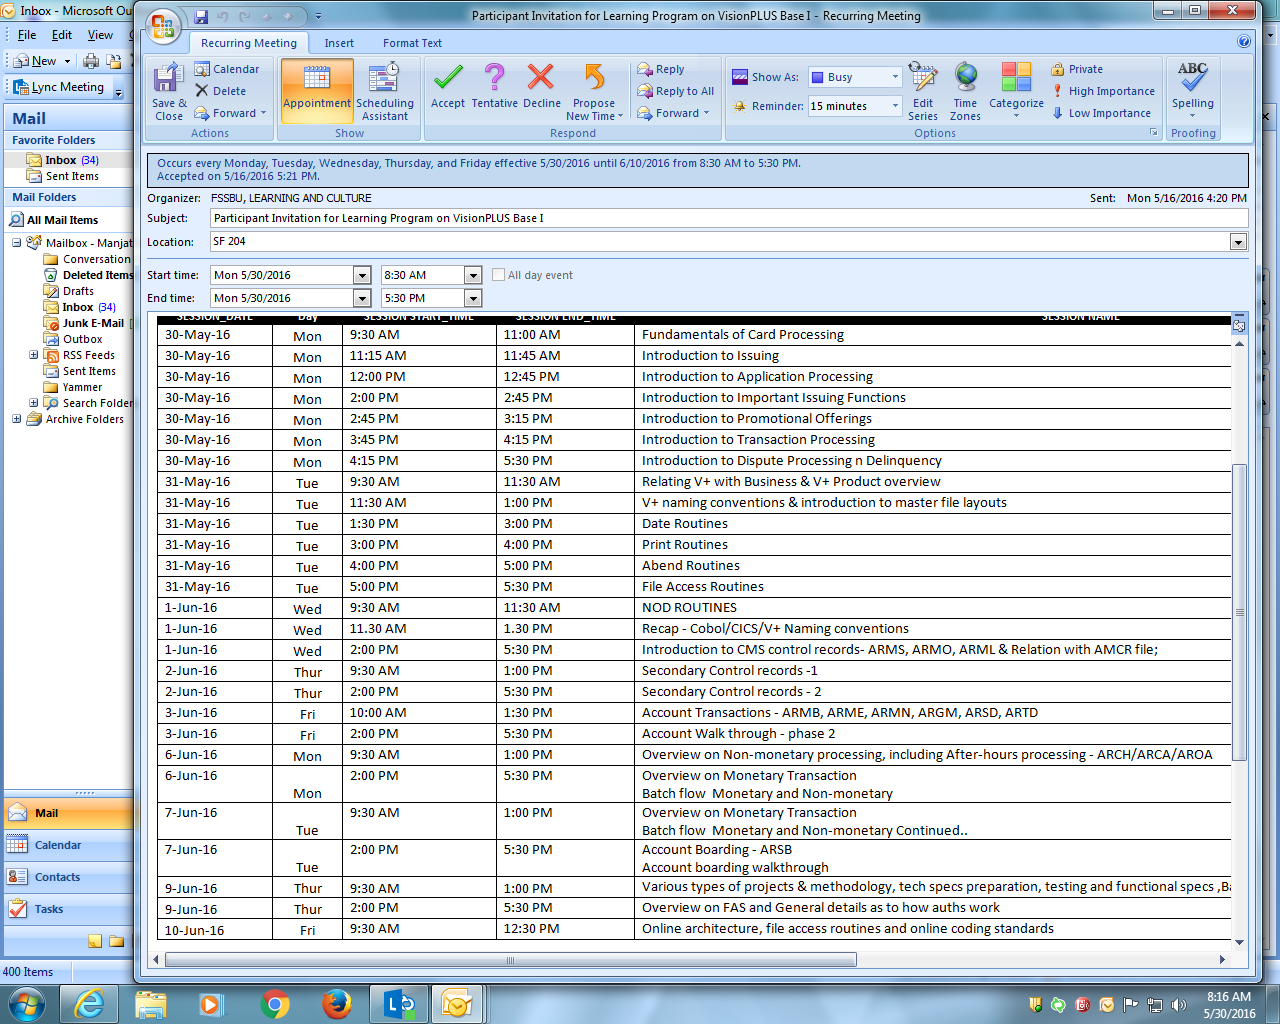 Inbox - Microsoft Ou
Participant Invitation for Learning Program on VisionPLUS Base I - Recurring Meeting
File Edit View
Recurring Meeting Insert Format Text
New
Lync Meeting
Save & Close
Calendar
Delete
Forward
Actions
Appointment
Scheduling Assistant
Show
Accept
Tentative
Decline
Propose New Time
Reply
Reply to All
Forward
Respond
Show As: Busy
Reminder: 15 minutes
Edit Series
Time Zones
Categorize
Private
High Importance
Low Importance
Options
ABC
Spelling
Proofing
Mail
Favorite Folders
Inbox (34)
Sent Items
Mail Folders
All Mail Items
Mailbox - Manjat
Conversation
Deleted Items
Drafts
Inbox (34)
Junk E-Mail
Outbox
RSS Feeds
Sent Items
Yammer
Search Folder
Archive Folders
Mail
Calendar
Contacts
Tasks
400 Items
Occurs every Monday, Tuesday, Wednesday, Thursday, and Friday effective 5/30/2016 until 6/10/2016 from 8:30 AM to 5:30 PM.
Accepted on 5/16/2016 5:21 PM.
Organizer: FSSBU, LEARNING AND CULTURE Sent: Mon 5/16/2016 4:20 PM
Subject: Participant Invitation for Learning Program on VisionPLUS Base I
Location: SF 204
Start time: Mon 5/30/2016 8:30 AM All day event
End time: Mon 5/30/2016 5:30 PM
SESSION_DATE Day SESSION START_TIME SESSION END_TIME SESSION NAME
30-May-16 Mon 9:30 AM 11:00 AM Fundamentals of Card Processing
30-May-16 Mon 11:15 AM 11:45 AM Introduction to Issuing
30-May-16 Mon 12:00 PM 12:45 PM Introduction to Application Processing
30-May-16 Mon 2:00 PM 2:45 PM Introduction to Important Issuing Functions
30-May-16 Mon 2:45 PM 3:15 PM Introduction to Promotional Offerings
30-May-16 Mon 3:45 PM 4:15 PM Introduction to Transaction Processing
30-May-16 Mon 4:15 PM 5:30 PM Introduction to Dispute Processing n Delinquency
31-May-16 Tue 9:30 AM 11:30 AM Relating V+ with Business & V+ Product overview
31-May-16 Tue 11:30 AM 1:00 PM V+ naming conventions & introduction to master file layouts
31-May-16 Tue 1:30 PM 3:00 PM Date Routines
31-May-16 Tue 3:00 PM 4:00 PM Print Routines
31-May-16 Tue 4:00 PM 5:00 PM Abend Routines
31-May-16 Tue 5:00 PM 5:30 PM File Access Routines
1-Jun-16 Wed 9:30 AM 11:30 AM NOD ROUTINES
1-Jun-16 Wed 11.30 AM 1.30 PM Recap - Cobol/CICS/V+ Naming conventions
1-Jun-16 Wed 2:00 PM 5:30 PM Introduction to CMS control records- ARMS, ARMO, ARML & Relation with AMCR file;
2-Jun-16 Thur 9:30 AM 1:00 PM Secondary Control records -1
2-Jun-16 Thur 2:00 PM 5:30 PM Secondary Control records - 2
3-Jun-16 Fri 10:00 AM 1:30 PM Account Transactions - ARMB, ARME, ARMN, ARGM, ARSD, ARTD
3-Jun-16 Fri 2:00 PM 5:30 PM Account Walk through - phase 2
6-Jun-16 Mon 9:30 AM 1:00 PM Overview on Non-monetary processing, including After-hours processing - ARCH/ARCA/AROA
6-Jun-16 Mon 2:00 PM 5:30 PM Overview on Monetary Transaction
Batch flow Monetary and Non-monetary
7-Jun-16 Tue 9:30 AM 1:00 PM Overview on Monetary Transaction
Batch flow Monetary and Non-monetary Continued..
7-Jun-16 Tue 2:00 PM 5:30 PM Account Boarding - ARSB
Account boarding walkthrough
9-Jun-16 Thur 9:30 AM 1:00 PM Various types of projects & methodology, tech specs preparation, testing and functional specs ,Ba
9-Jun-16 Thur 2:00 PM 5:30 PM Overview on FAS and General details as to how auths work
10-Jun-16 Fri 9:30 AM 12:30 PM Online architecture, file access routines and online coding standards
8:16 AM
5/30/2016